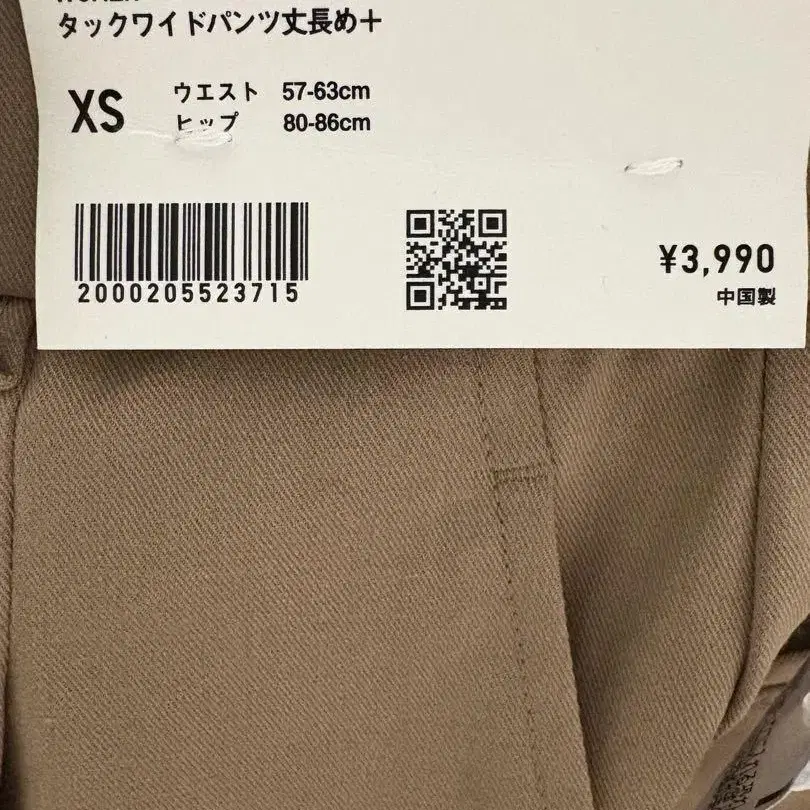 タックワイドパンツ丈長め＋
XS
ウエスト 57-63cm
ヒップ 80-86cm
2000205523715
¥3,990
中国製